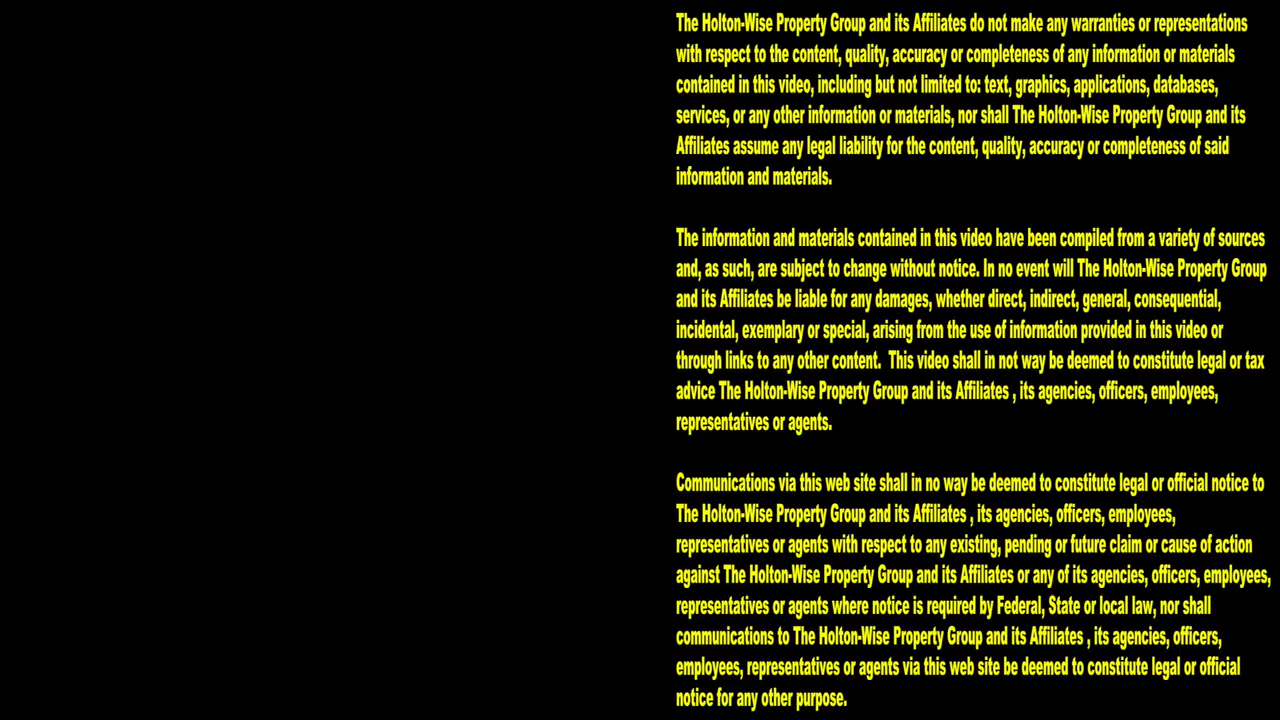 The Holton-Wise Property Group and its Affiliates do not make any warranties or representations
with respect to the content, quality, accuracy or completeness of any information or materials
contained in this video, including but not limited to: text, graphics, applications, databases,
services, or any other information or materials, nor shall The Holton-Wise Property Group and its
Affiliates assume any legal liability for the content, quality, accuracy or completeness of said
information and materials.
The information and materials contained in this video have been compiled from a variety of sources
and, as such, are subject to change without notice. In no event will The Holton-Wise Property Group
and its Affiliates be liable for any damages, whether direct, indirect, general, consequential,
incidental, exemplary or special, arising from the use of information provided in this video or
through links to any other content.  This video shall in not way be deemed to constitute legal or tax
advice The Holton-Wise Property Group and its Affiliates , its agencies, officers, employees,
representatives or agents.
Communications via this web site shall in no way be deemed to constitute legal or official notice to
The Holton-Wise Property Group and its Affiliates , its agencies, officers, employees,
representatives or agents with respect to any existing, pending or future claim or cause of action
against The Holton-Wise Property Group and its Affiliates or any of its agencies, officers, employees,
representatives or agents where notice is required by Federal, State or local law, nor shall
communications to The Holton-Wise Property Group and its Affiliates , its agencies, officers,
employees, representatives or agents via this web site be deemed to constitute legal or official
notice for any other purpose.